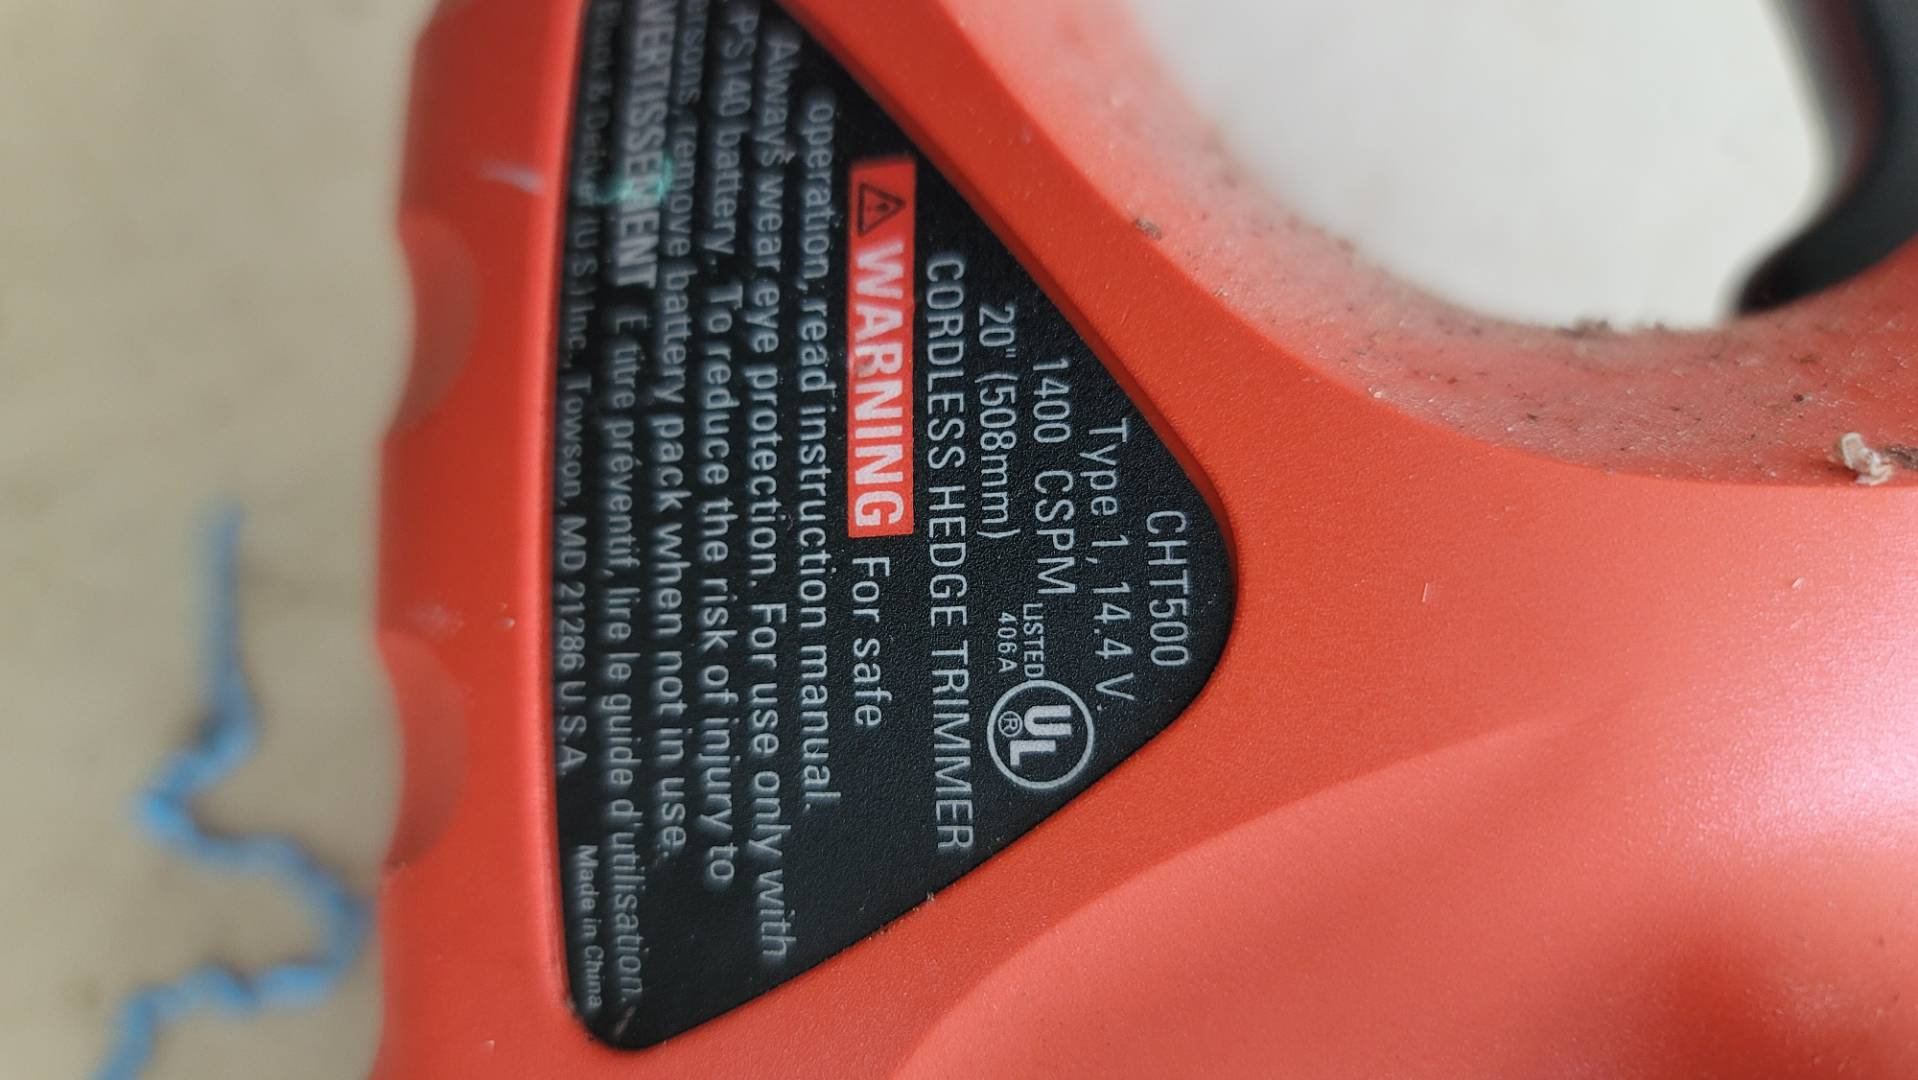 CHT500
Type 1, 14.4 V.
1400 CSPM
20" (508mm)
LISTED
406A
UL
®
CORDLESS HEDGE TRIMMER
WARNING For safe
operation, read instruction manual.
Always wear eye protection. For use only with
PS140 battery. To reduce the risk of injury to
persons, remove battery pack when not in use.
AVERTISSEMENT titre préventif, lire le guide d'utilisation.
& (U.S.) Inc., Towson, MD 21286 U.S.A.
Made in China